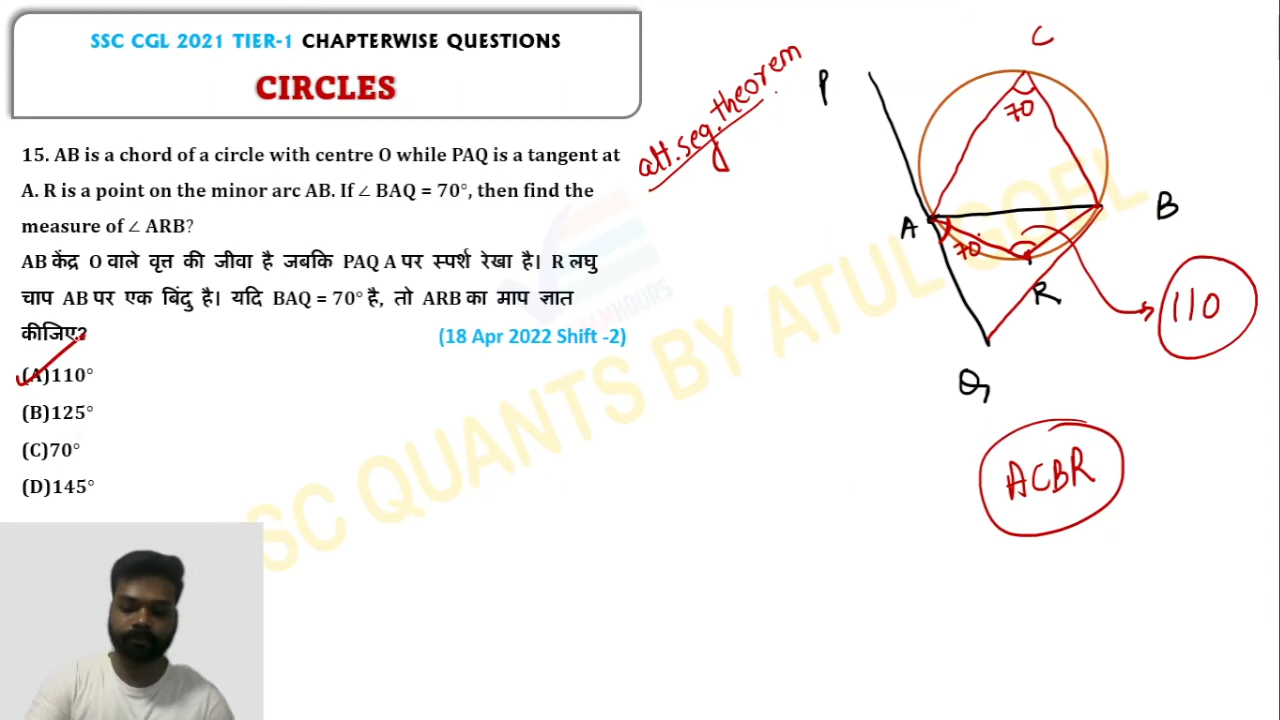 SSC CGL 2021 TIER-1 CHAPTERWISE QUESTIONS
CIRCLES
15. AB is a chord of a circle with centre O while PAQ is a tangent at
A. R is a point on the minor arc AB. If ∠ BAQ = 70°, then find the
measure of ∠ ARB?
AB केंद्र O वाले वृत्त की जीवा है जबकि PAQ A पर स्पर्श रेखा है। R लघु
चाप AB पर एक बिंदु है। यदि BAQ = 70° है, तो ARB का माप ज्ञात
कीजिए?
(18 Apr 2022 Shift -2)
(A)110°
(B)125°
(C)70°
(D)145°
alt. seg. theorem
P
C
70
A
B
70°
R
110
Q
ACBR
SC QUANTS BY ATUL GOEL